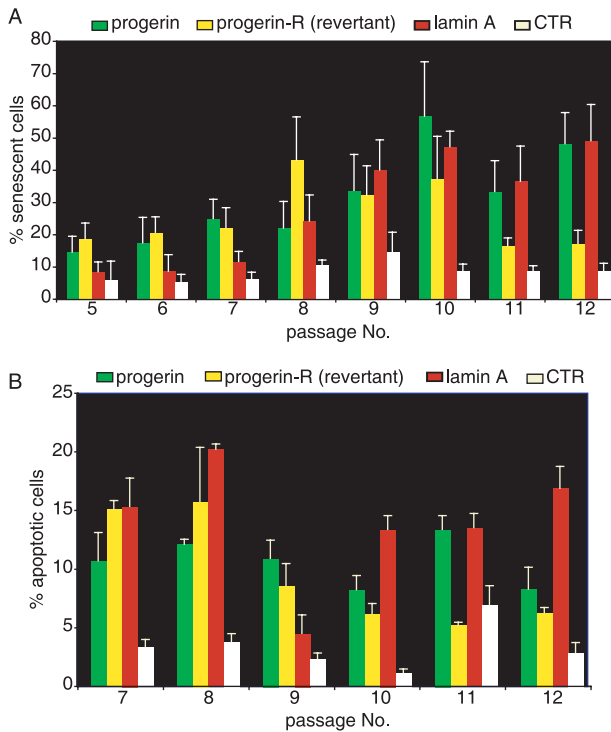 A
progerin progerin-R (revertant) lamin A CTR
% senescent cells
80
70
60
50
40
30
20
10
0
5 6 7 8 9 10 11 12
passage No.
B
progerin progerin-R (revertant) lamin A CTR
% apoptotic cells
25
20
15
10
5
0
7 8 9 10 11 12
passage No.